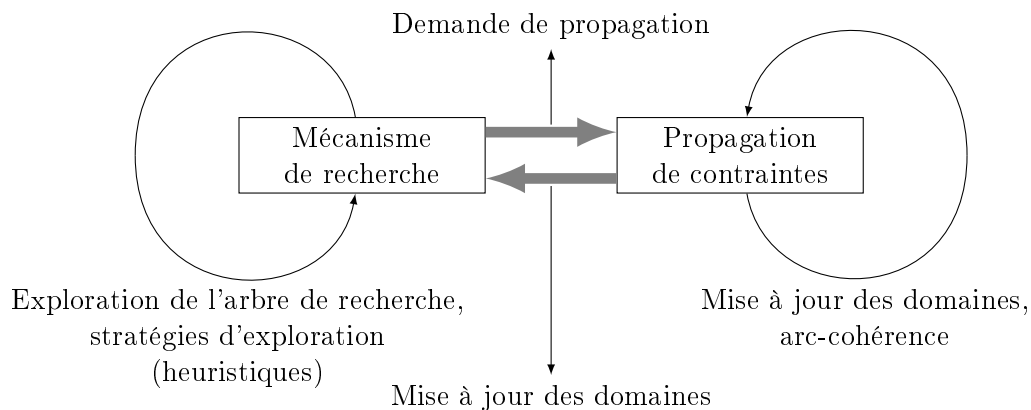 Demande de propagation
Mécanisme
de recherche
Propagation
de contraintes
Exploration de l'arbre de recherche,
stratégies d'exploration
(heuristiques)
Mise à jour des domaines,
arc-cohérence
Mise à jour des domaines